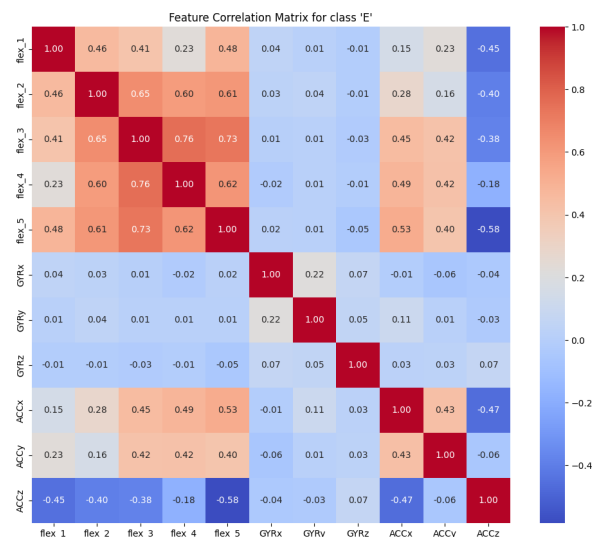 Feature Correlation Matrix for class 'E'
flex_1 1.00 0.46 0.41 0.23 0.48 0.04 0.01 -0.01 0.15 0.23 -0.45
flex_2 0.46 1.00 0.65 0.60 0.61 0.03 0.04 -0.01 0.28 0.16 -0.40
flex_3 0.41 0.65 1.00 0.76 0.73 0.01 0.01 -0.03 0.45 0.42 -0.38
flex_4 0.23 0.60 0.76 1.00 0.62 -0.02 0.01 -0.01 0.49 0.42 -0.18
flex_5 0.48 0.61 0.73 0.62 1.00 0.02 0.01 -0.05 0.53 0.40 -0.58
GYRx 0.04 0.03 0.01 -0.02 0.02 1.00 0.22 0.07 -0.01 -0.06 -0.04
GYRy 0.01 0.04 0.01 0.01 0.01 0.22 1.00 0.05 0.11 0.01 -0.03
GYRz -0.01 -0.01 -0.03 -0.01 -0.05 0.07 0.05 1.00 0.03 0.03 0.07
ACCx 0.15 0.28 0.45 0.49 0.53 -0.01 0.11 0.03 1.00 0.43 -0.47
ACCy 0.23 0.16 0.42 0.42 0.40 -0.06 0.01 0.03 0.43 1.00 -0.06
ACCz -0.45 -0.40 -0.38 -0.18 -0.58 -0.04 -0.03 0.07 -0.47 -0.06 1.00
flex_1 flex_2 flex_3 flex_4 flex_5 GYRx GYRy GYRz ACCx ACCy ACCz
1.0
0.8
0.6
0.4
0.2
0.0
-0.2
-0.4